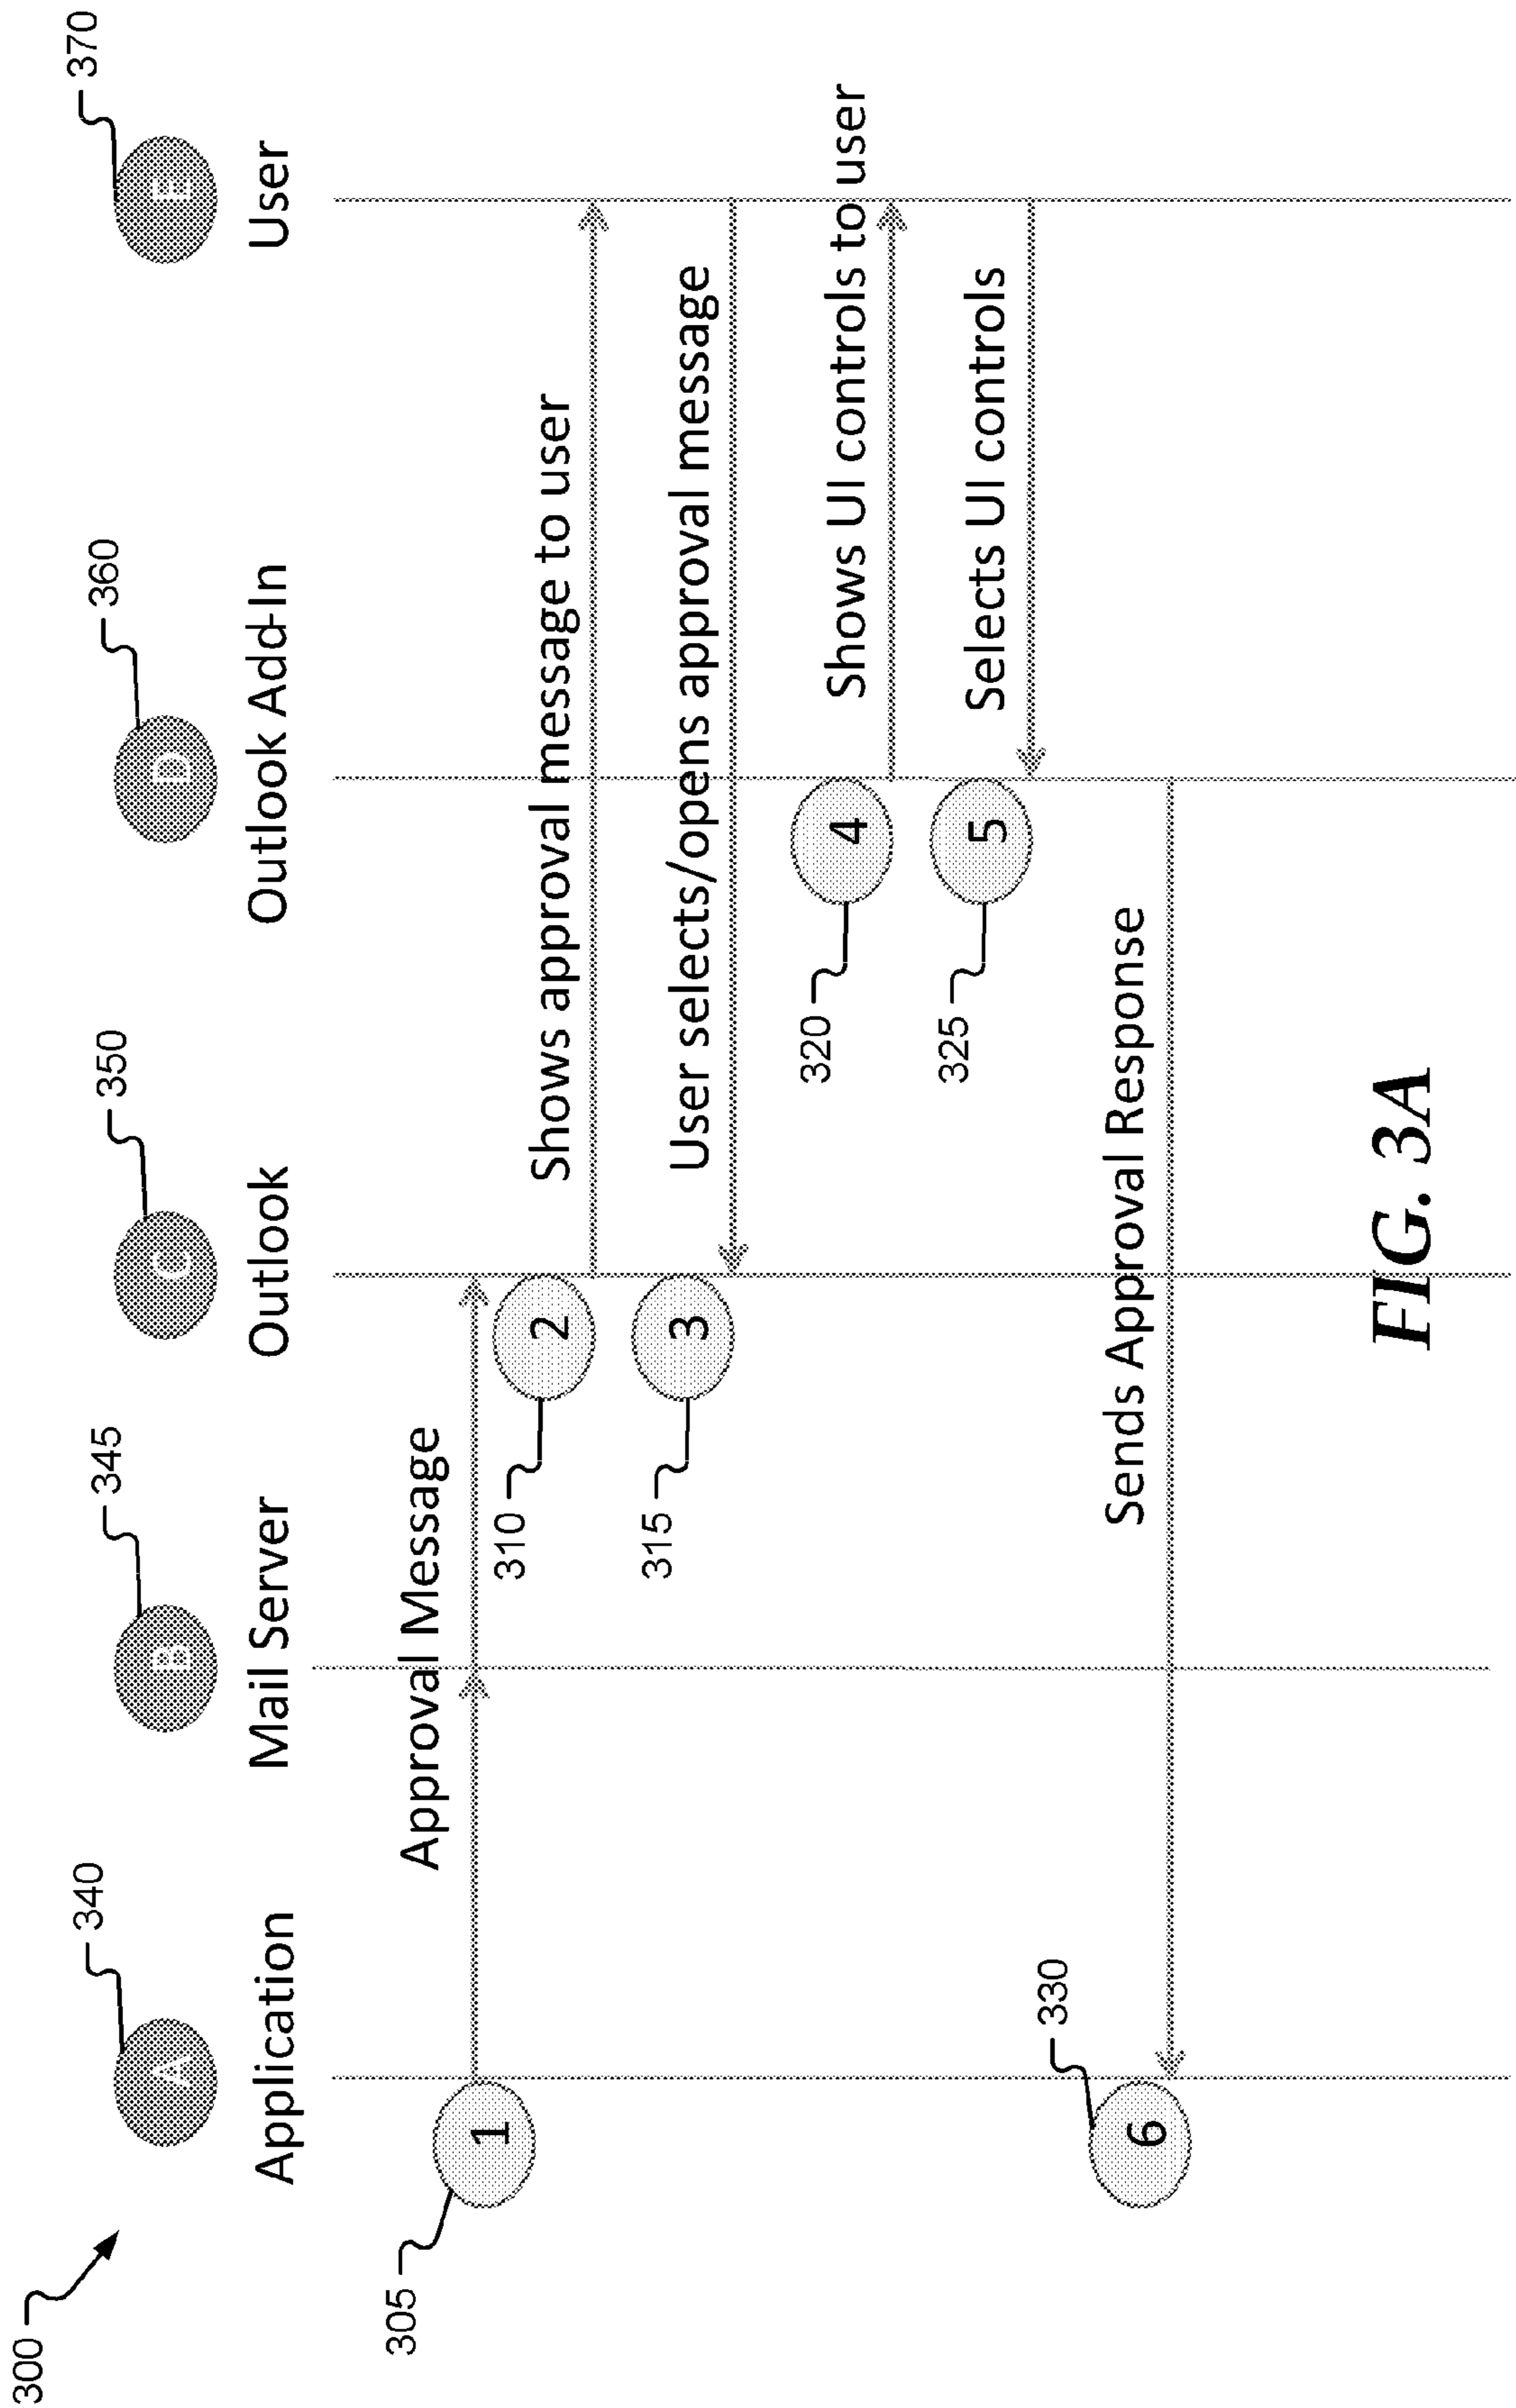 300
340
345
350
360
370
A
B
C
D
E
Application
Mail Server
Outlook
Outlook Add-In
User
305
1
Approval Message
310
2
Shows approval message to user
315
3
User selects/opens approval message
320
4
Shows UI controls to user
325
5
Selects UI controls
330
6
Sends Approval Response
FIG. 3A